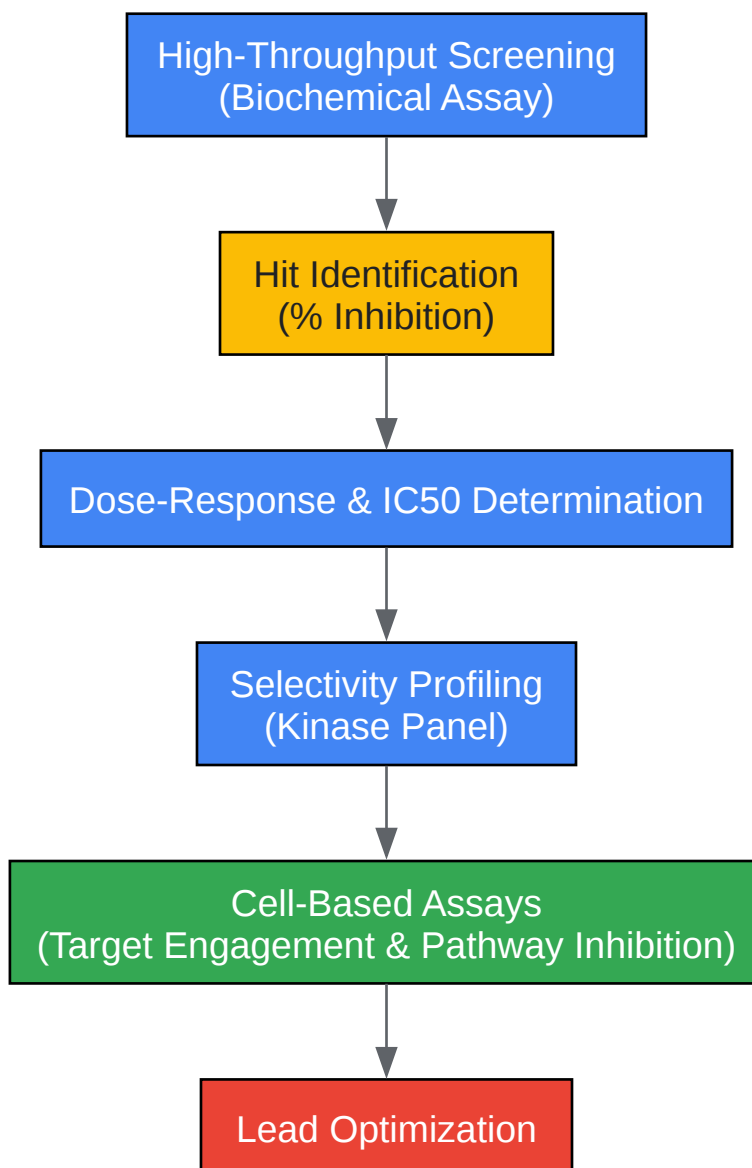 High-Throughput Screening
(Biochemical Assay)
Hit Identification
(% Inhibition)
Dose-Response & IC50 Determination
Selectivity Profiling
(Kinase Panel)
Cell-Based Assays
(Target Engagement & Pathway Inhibition)
Lead Optimization